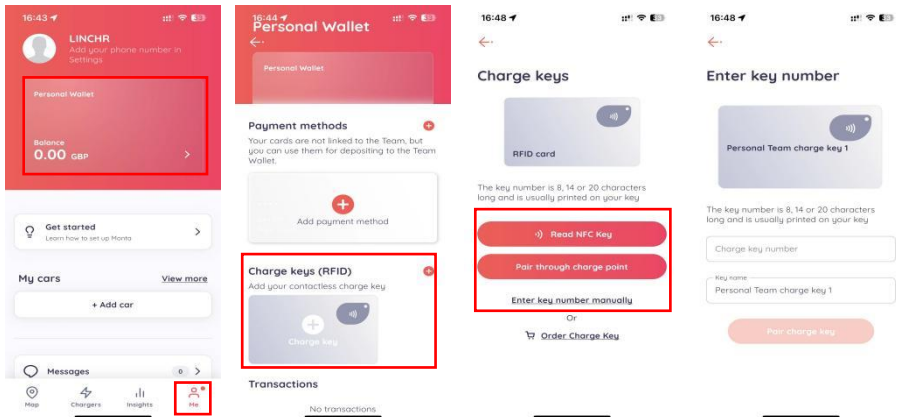 16:43
LINCHR
Add your phone number in
Settings
Personal Wallet
Balance
0.00 GBP
Get started
Learn how to set up Monta
My cars
View more
+ Add car
Messages
0
Map
Chargers
Insights
Me
16:44
Personal Wallet
Personal Wallet
Payment methods
Your cards are not linked to the Team, but
you can use them for depositing to the Team
Wallet.
Add payment method
Charge keys (RFID)
Add your contactless charge key
Charge key
Transactions
No transactions
16:48
Charge keys
RFID card
The key number is 8, 14 or 20 characters
long and is usually printed on your key
Read NFC Key
Pair through charge point
Enter key number manually
Or
Order Charge Key
16:48
Enter key number
Personal Team charge key 1
The key number is 8, 14 or 20 characters
long and is usually printed on your key
Charge key number
Key name
Personal Team charge key 1
Pair charge key